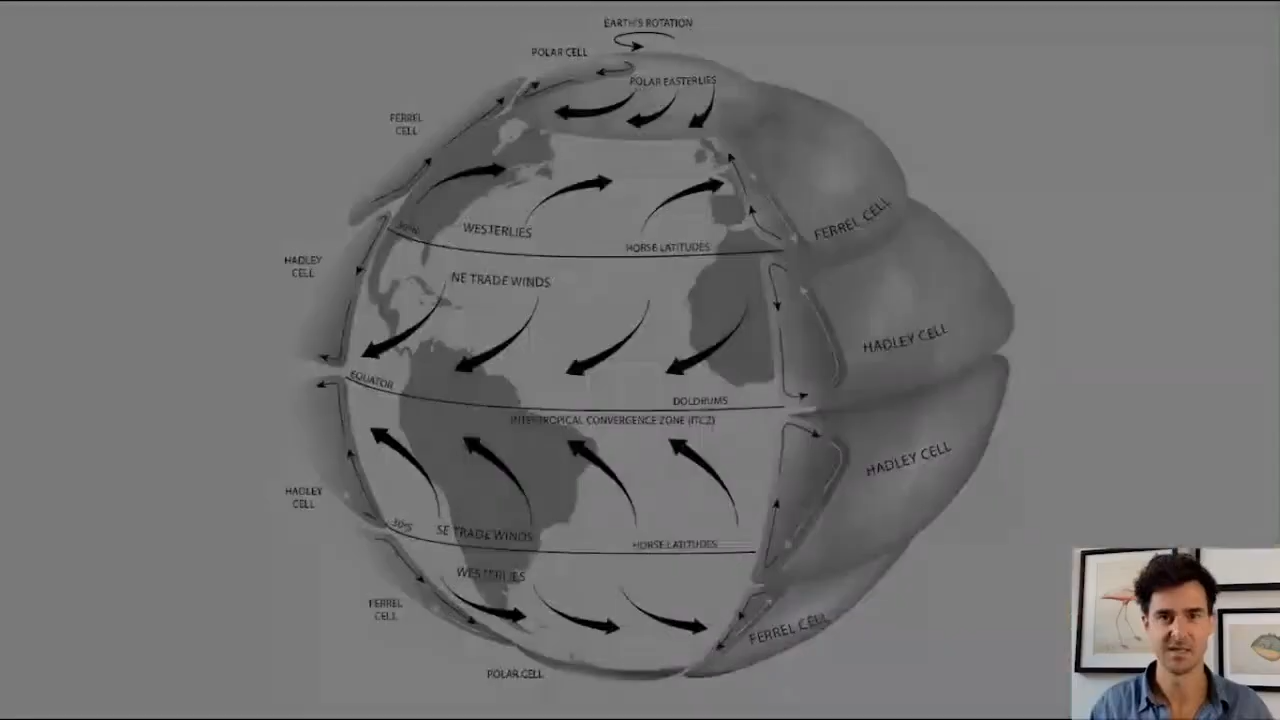 EARTH'S ROTATION
POLAR CELL
POLAR EASTERLIES
FERREL
CELL
30°N
WESTERLIES
HORSE LATITUDES
FERREL CELL
HADLEY
CELL
NE TRADE WINDS
HADLEY CELL
EQUATOR
DOLDRUMS
INTERTROPICAL CONVERGENCE ZONE (ITCZ)
HADLEY CELL
HADLEY
CELL
30°S
SE TRADE WINDS
HORSE LATITUDES
WESTERLIES
FERREL
CELL
FERREL CELL
POLAR CELL